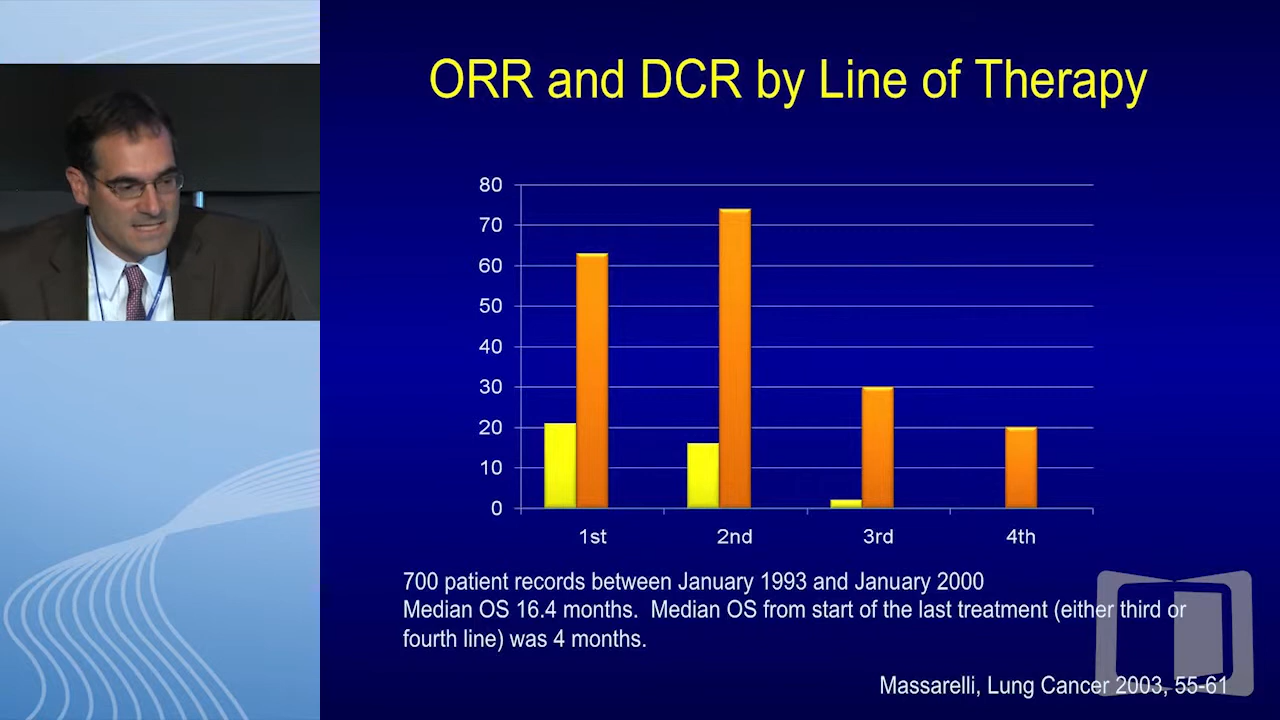 ORR and DCR by Line of Therapy
80
70
60
50
40
30
20
10
0
1st 2nd 3rd 4th
700 patient records between January 1993 and January 2000
Median OS 16.4 months.  Median OS from start of the last treatment (either third or
fourth line) was 4 months.
Massarelli, Lung Cancer 2003, 55-61